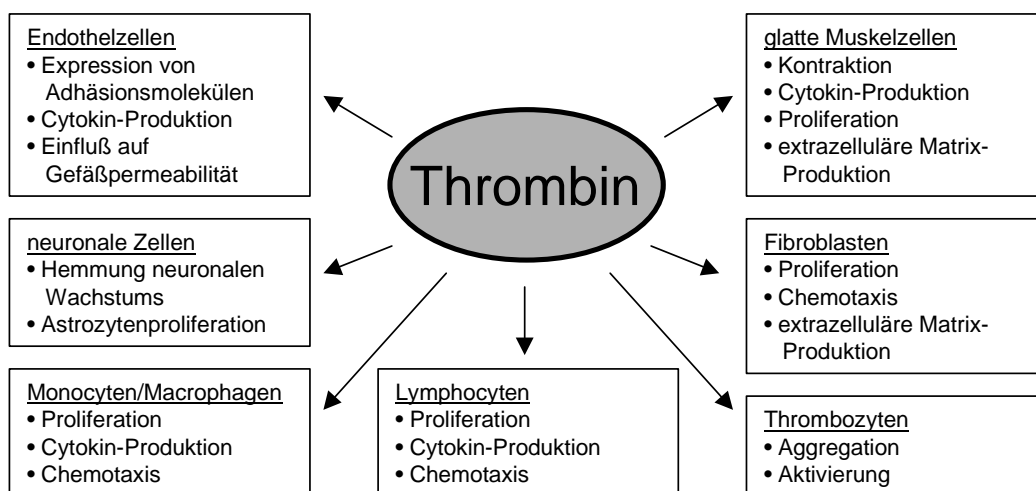 Endothelzellen
• Expression von
Adhäsionsmolekülen
• Cytokin-Produktion
• Einfluß auf
Gefäßpermeabilität
glatte Muskelzellen
• Kontraktion
• Cytokin-Produktion
• Proliferation
• extrazelluläre Matrix-
Produktion
Thrombin
neuronale Zellen
• Hemmung neuronalen
Wachstums
• Astrozytenproliferation
Fibroblasten
• Proliferation
• Chemotaxis
• extrazelluläre Matrix-
Produktion
Monocyten/Macrophagen
• Proliferation
• Cytokin-Produktion
• Chemotaxis
Lymphocyten
• Proliferation
• Cytokin-Produktion
• Chemotaxis
Thrombozyten
• Aggregation
• Aktivierung